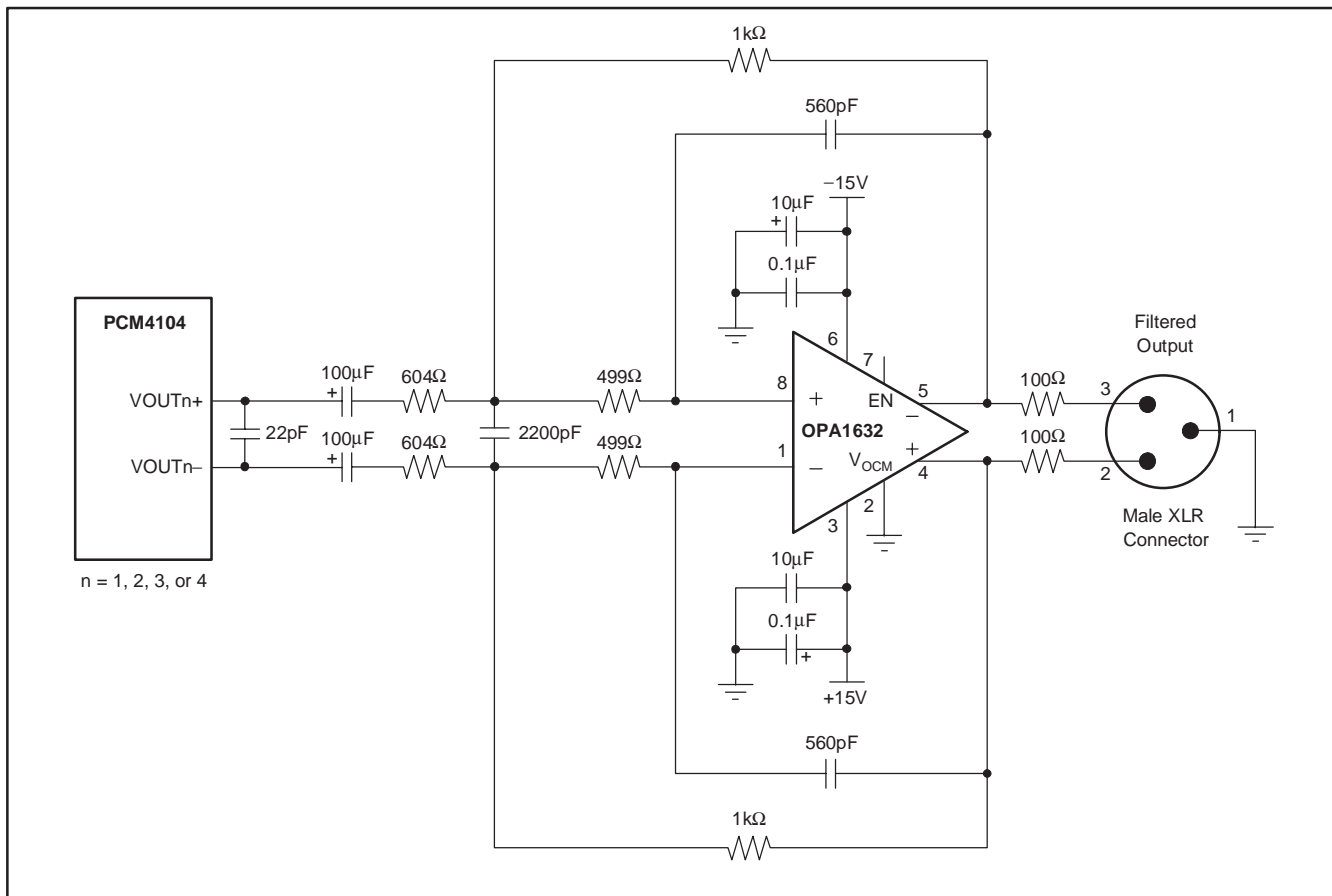 1kΩ
560pF
−15V
10μF
+
0.1μF
PCM4104
VOUTn+
VOUTn−
22pF
100μF
+
604Ω
100μF
+
604Ω
2200pF
499Ω
499Ω
8
+
1
−
6
7
EN
5
−
OPA1632
+
VOCM
4
2
3
100Ω
100Ω
Filtered
Output
3
1
2
Male XLR
Connector
n = 1, 2, 3, or 4
10μF
0.1μF
+
+15V
560pF
1kΩ